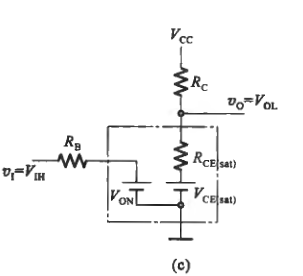 V_CC
R_C
v_O=V_OL
R_B
R_CE(sat)
v_I=V_IH
V_ON
V_CE(sat)
(c)